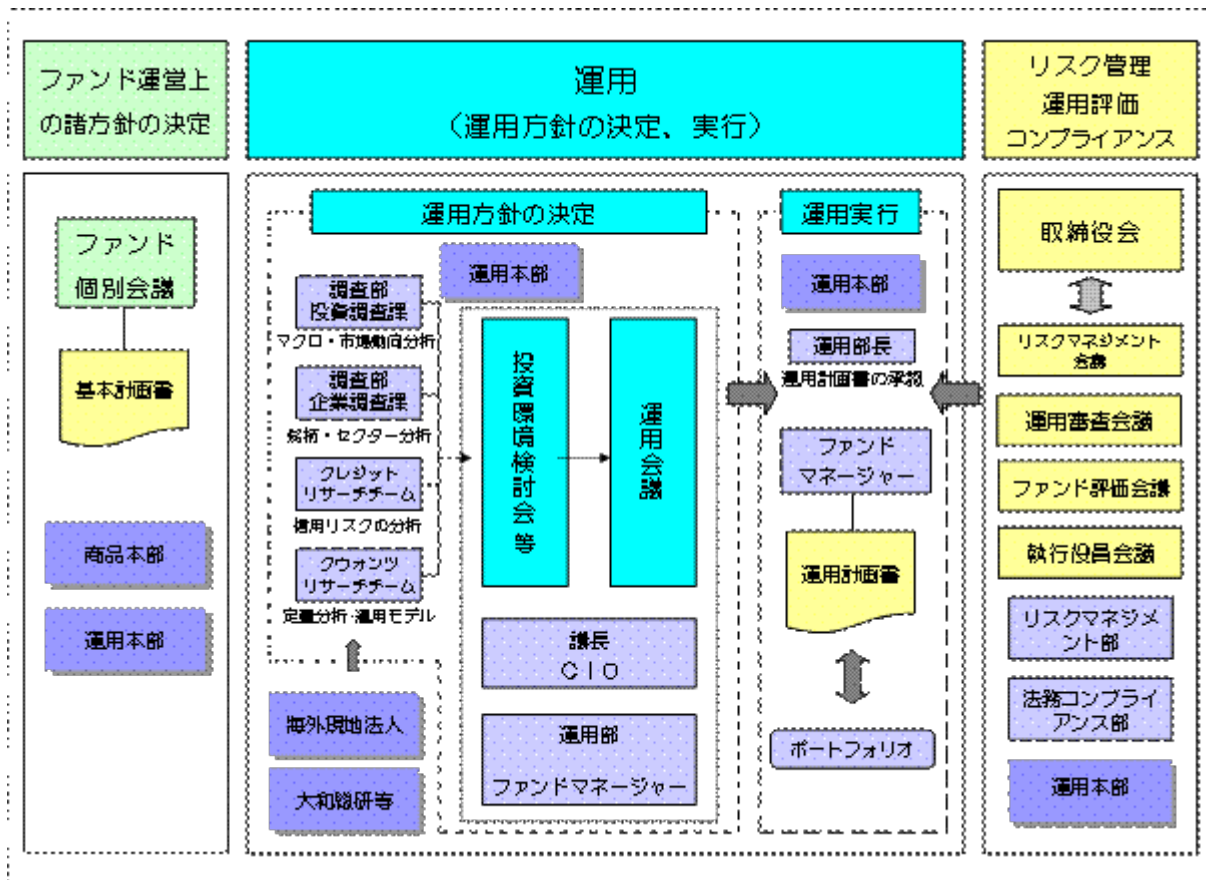 ファンド運営上
の諸方針の決定
運用
（運用方針の決定、実行）
リスク管理
運用評価
コンプライアンス
ファンド
個別会議
基本計画書
商品本部
運用本部
運用方針の決定
運用本部
調査部
投資調査課
マクロ・市場動向分析
調査部
企業調査課
銘柄・セクター分析
クレジット
リサーチチーム
信用リスクの分析
クウォンツ
リサーチチーム
定量分析・運用モデル
海外現地法人
大和総研等
投資環境検討会等
運用会議
議長
ＣＩＯ
運用部
ファンドマネージャー
運用実行
運用本部
運用部長
運用計画書の承認
ファンド
マネージャー
運用計画書
ポートフォリオ
取締役会
リスクマネジメント
会議
運用審査会議
ファンド評価会議
執行役員会議
リスクマネジメ
ント部
法務コンプライ
アンス部
運用本部